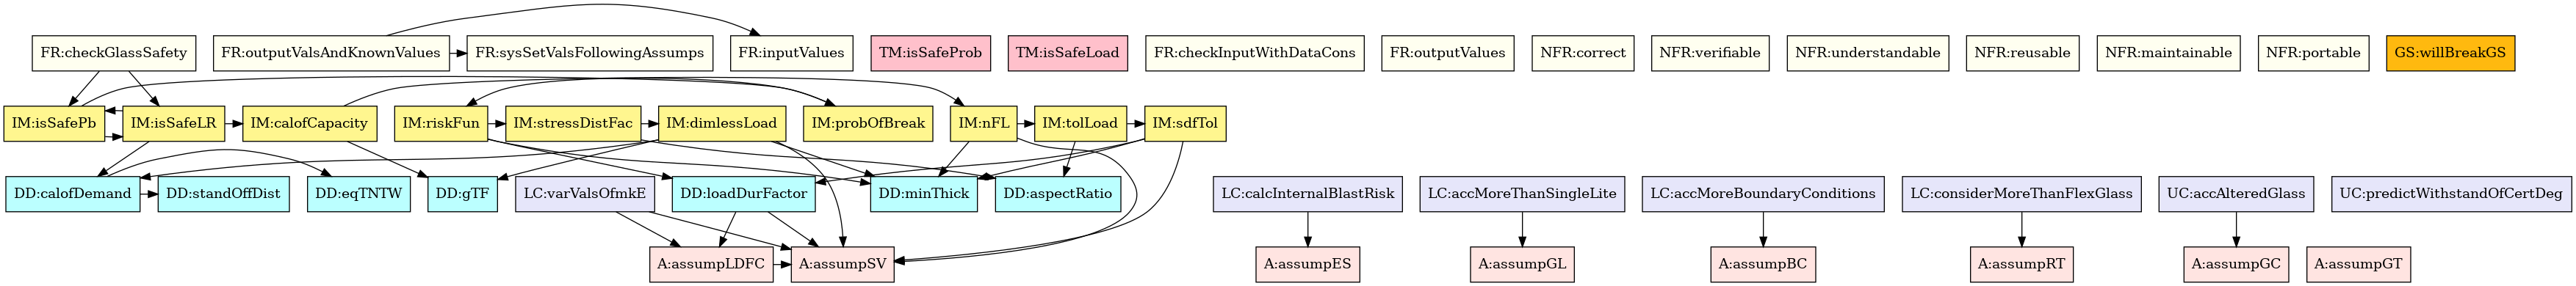 FR:checkGlassSafety
FR:outputValsAndKnownValues
FR:sysSetValsFollowingAssumps
FR:inputValues
TM:isSafeProb
TM:isSafeLoad
FR:checkInputWithDataCons
FR:outputValues
NFR:correct
NFR:verifiable
NFR:understandable
NFR:reusable
NFR:maintainable
NFR:portable
GS:willBreakGS
IM:isSafePb
IM:isSafeLR
IM:calofCapacity
IM:riskFun
IM:stressDistFac
IM:dimlessLoad
IM:probOfBreak
IM:nFL
IM:tolLoad
IM:sdfTol
DD:calofDemand
DD:standOffDist
DD:eqTNTW
DD:gTF
LC:varValsOfmkE
DD:loadDurFactor
DD:minThick
DD:aspectRatio
LC:calcInternalBlastRisk
LC:accMoreThanSingleLite
LC:accMoreBoundaryConditions
LC:considerMoreThanFlexGlass
UC:accAlteredGlass
UC:predictWithstandOfCertDeg
A:assumpLDFC
A:assumpSV
A:assumpES
A:assumpGL
A:assumpBC
A:assumpRT
A:assumpGC
A:assumpGT